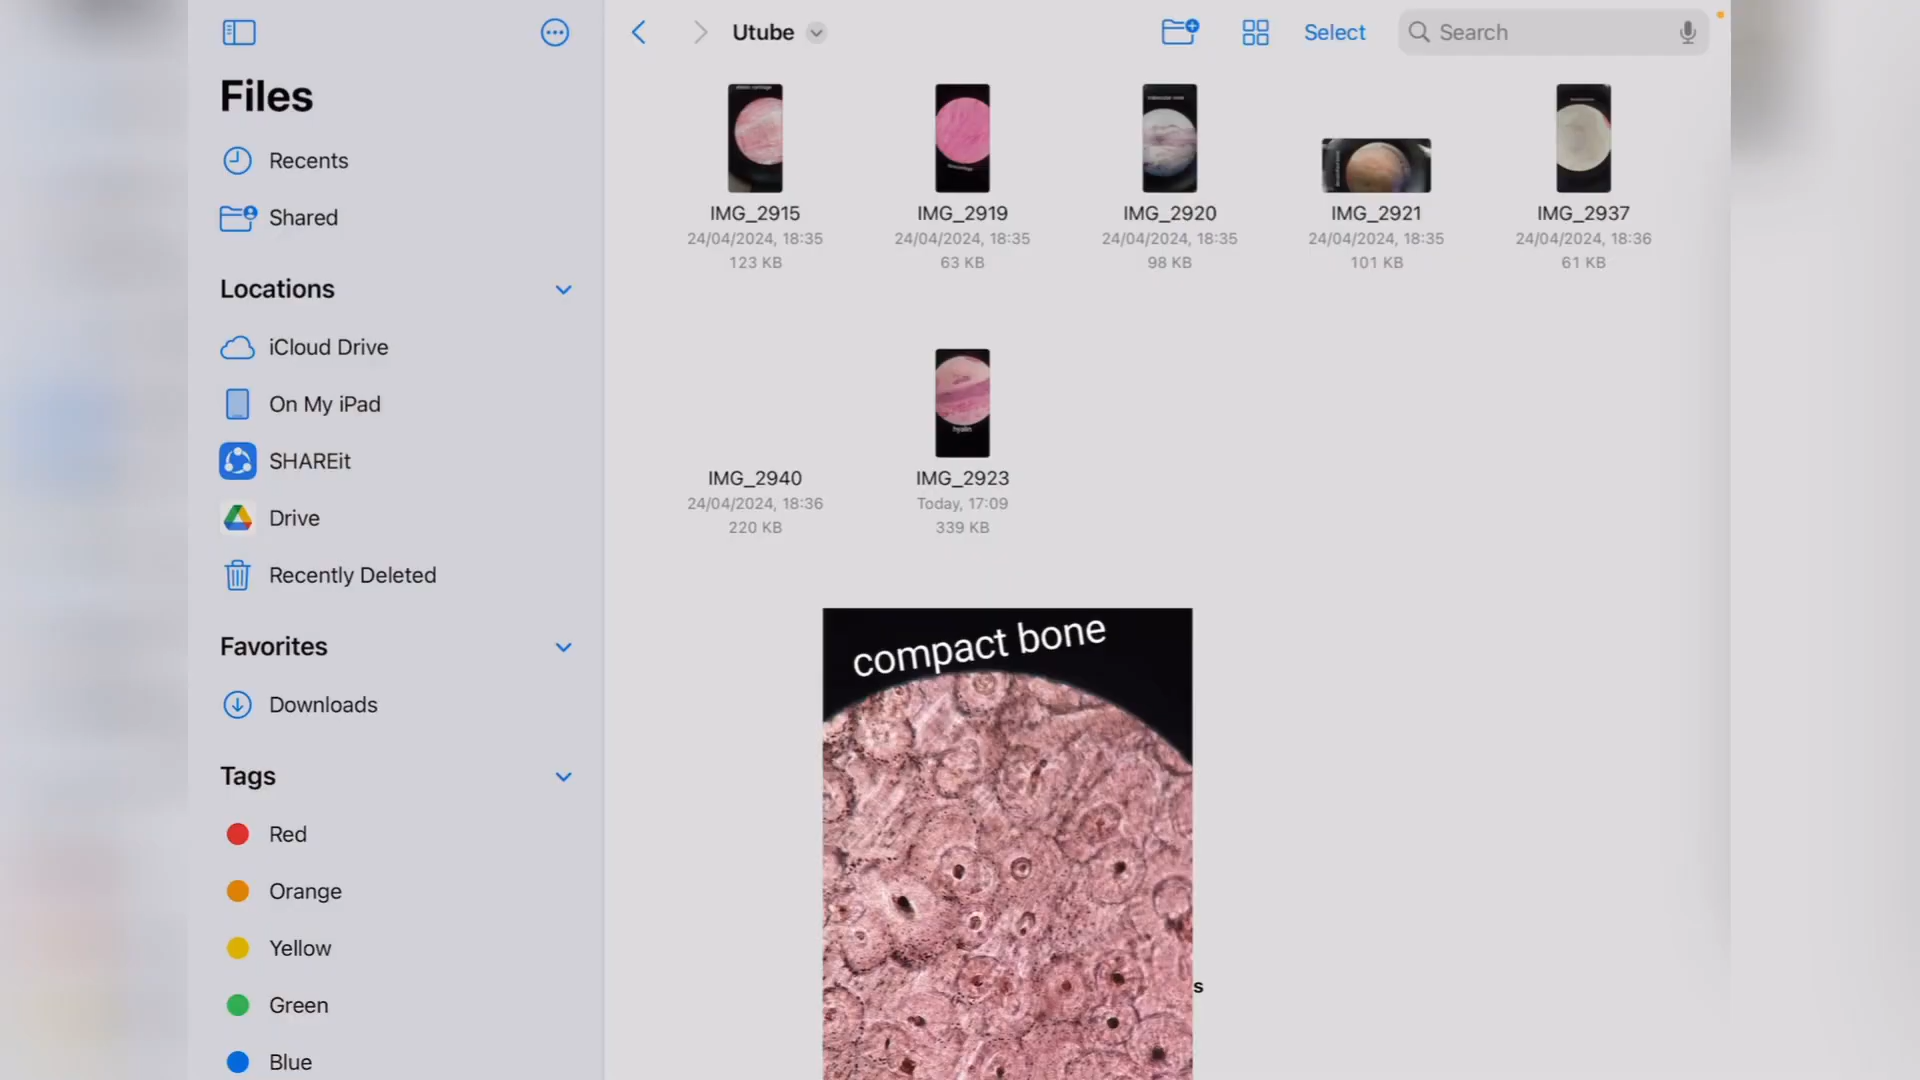 Files
Recents
Shared
Locations
iCloud Drive
On My iPad
SHAREit
Drive
Recently Deleted
Favorites
Downloads
Tags
Red
Orange
Yellow
Green
Blue
Utube
Select
Search
IMG_2915
24/04/2024, 18:35
123 KB
IMG_2919
24/04/2024, 18:35
63 KB
IMG_2920
24/04/2024, 18:35
98 KB
IMG_2921
24/04/2024, 18:35
101 KB
IMG_2937
24/04/2024, 18:36
61 KB
IMG_2940
24/04/2024, 18:36
220 KB
hyalin
IMG_2923
Today, 17:09
339 KB
compact bone
s